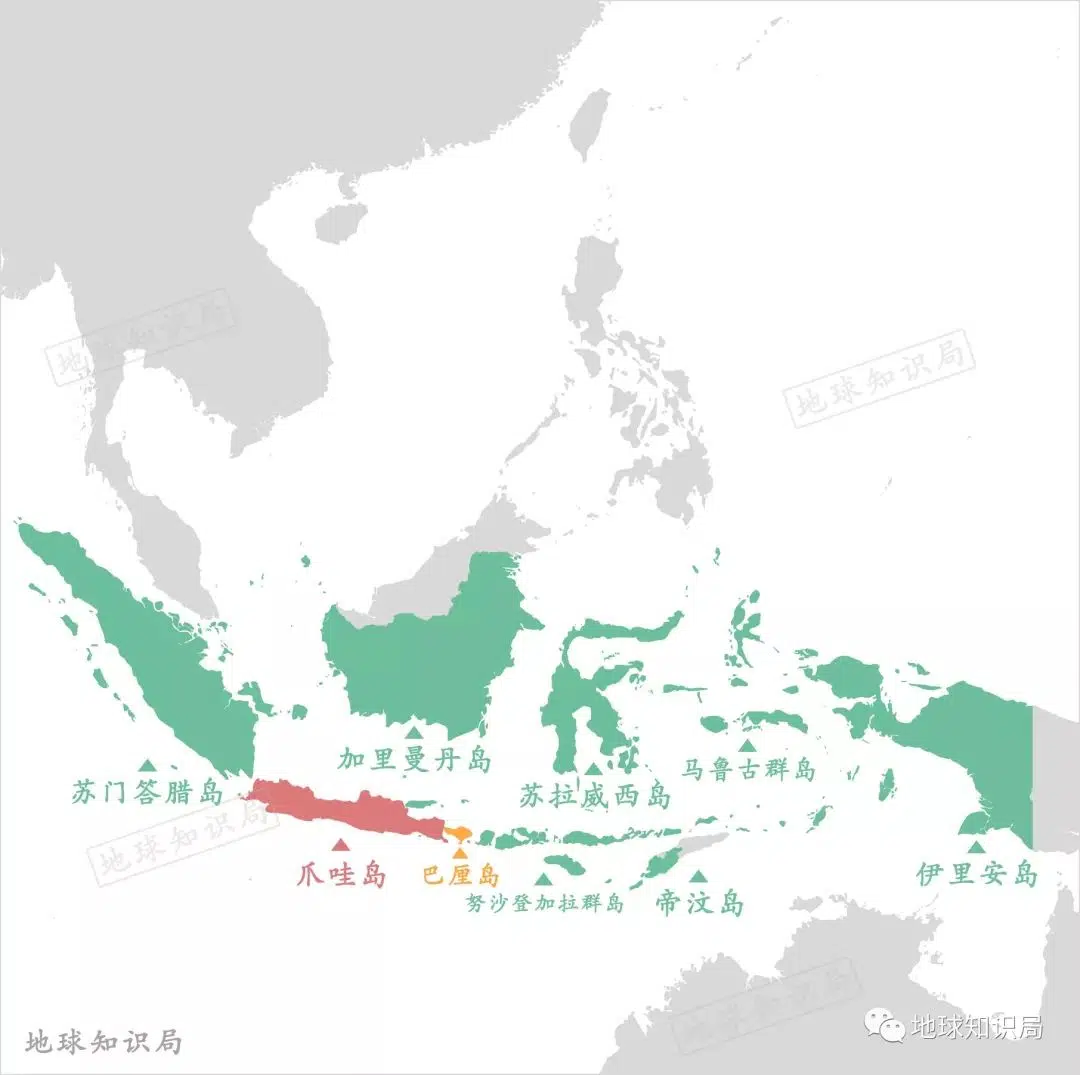 地球知识局
地球知识局
加里曼丹岛
马鲁古群岛
苏门答腊岛
苏拉威西岛
地球知识局
爪哇岛
巴厘岛
伊里安岛
努沙登加拉群岛
帝汶岛
地球知识局
地球知识局
地球知识局